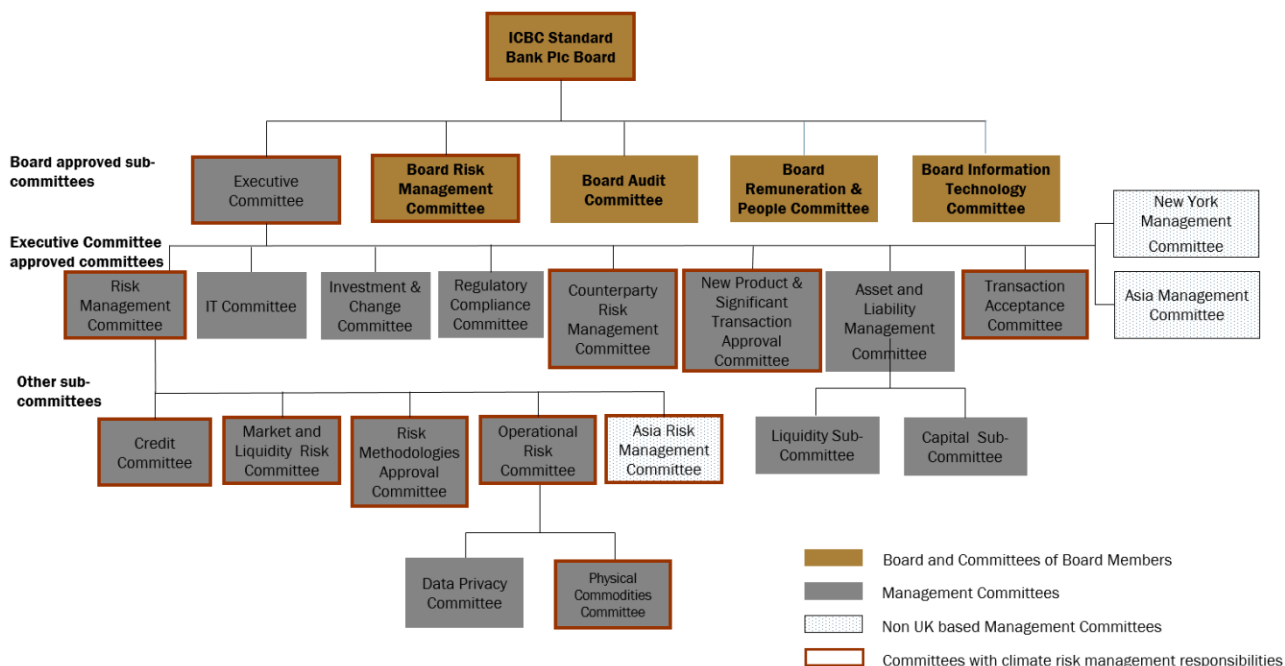 ICBC Standard
Bank Plc Board
Board approved sub-
committees
Executive
Committee
Board Risk
Management
Committee
Board Audit
Committee
Board
Remuneration &
People Committee
Board Information
Technology
Committee
New York
Management
Committee
Asia Management
Committee
Executive Committee
approved committees
Risk
Management
Committee
IT Committee
Investment &
Change
Committee
Regulatory
Compliance
Committee
Counterparty
Risk
Management
Committee
New Product &
Significant
Transaction
Approval
Committee
Asset and
Liability
Management
Committee
Transaction
Acceptance
Committee
Other sub-
committees
Credit
Committee
Market and
Liquidity Risk
Committee
Risk
Methodologies
Approval
Committee
Operational
Risk
Committee
Asia Risk
Management
Committee
Liquidity Sub-
Committee
Capital Sub-
Committee
Data Privacy
Committee
Physical
Commodities
Committee
Board and Committees of Board Members
Management Committees
Non UK based Management Committees
Committees with climate risk management responsibilities